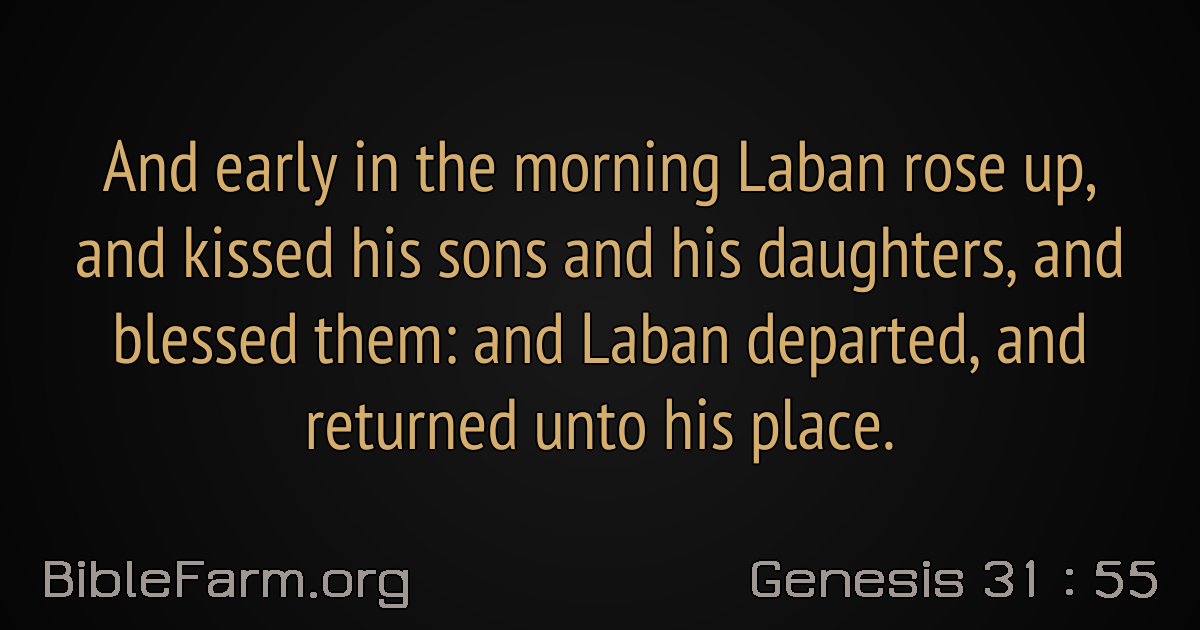 And early in the morning Laban rose up,
and kissed his sons and his daughters, and
blessed them: and Laban departed, and
returned unto his place.
BibleFarm.org
Genesis 31 : 55